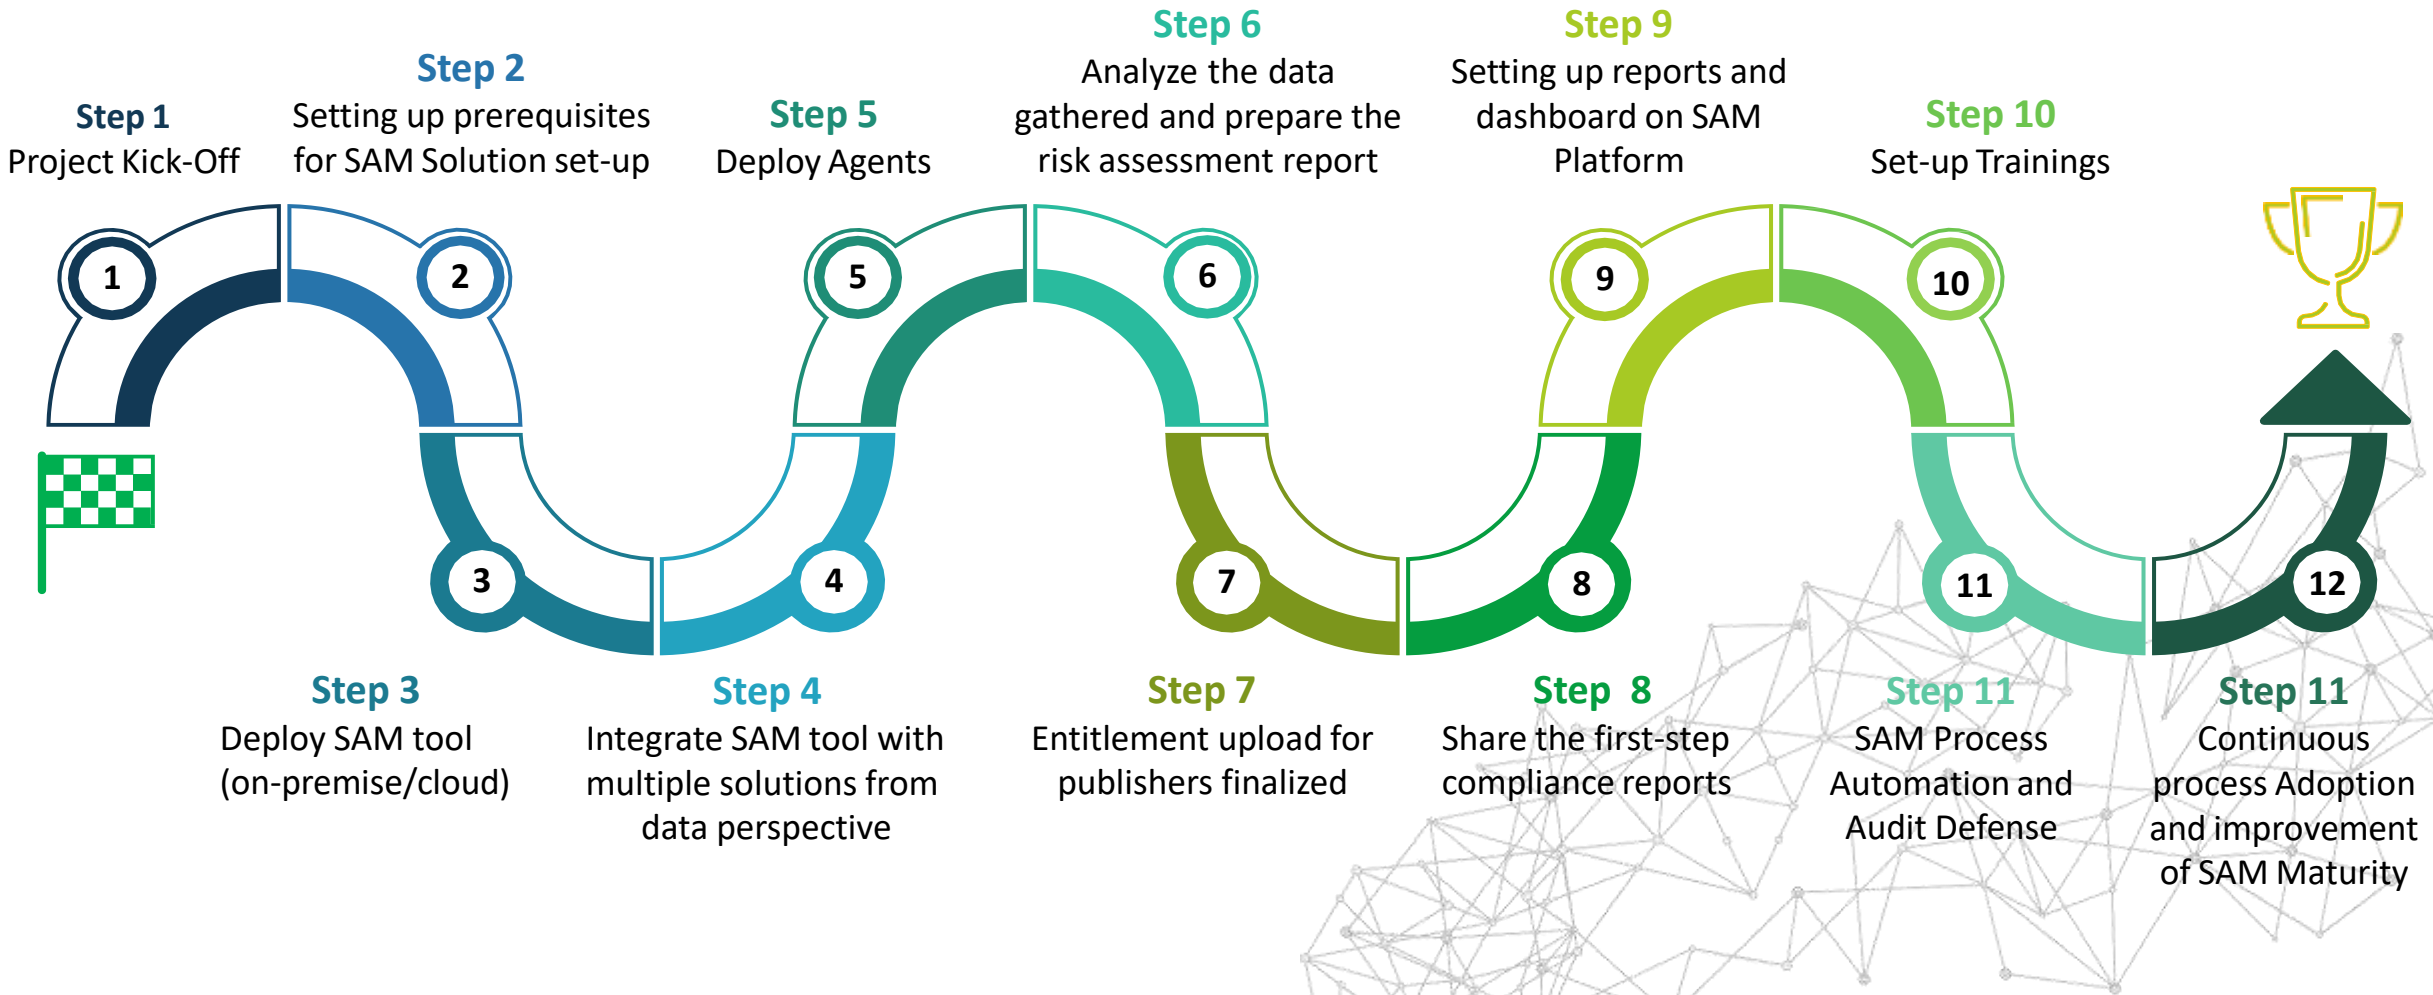 Step 1
Project Kick-Off
1
Step 2
Setting up prerequisites
for SAM Solution set-up
2
3
Step 3
Deploy SAM tool
(on-premise/cloud)
4
Step 4
Integrate SAM tool with
multiple solutions from
data perspective
Step 5
Deploy Agents
5
Step 6
Analyze the data
gathered and prepare the
risk assessment report
6
7
Step 7
Entitlement upload for
publishers finalized
8
Step 8
Share the first-step
compliance reports
Step 9
Setting up reports and
dashboard on SAM
Platform
9
Step 10
Set-up Trainings
10
11
Step 11
SAM Process
Automation and
Audit Defense
12
Step 11
Continuous
process Adoption
and improvement
of SAM Maturity